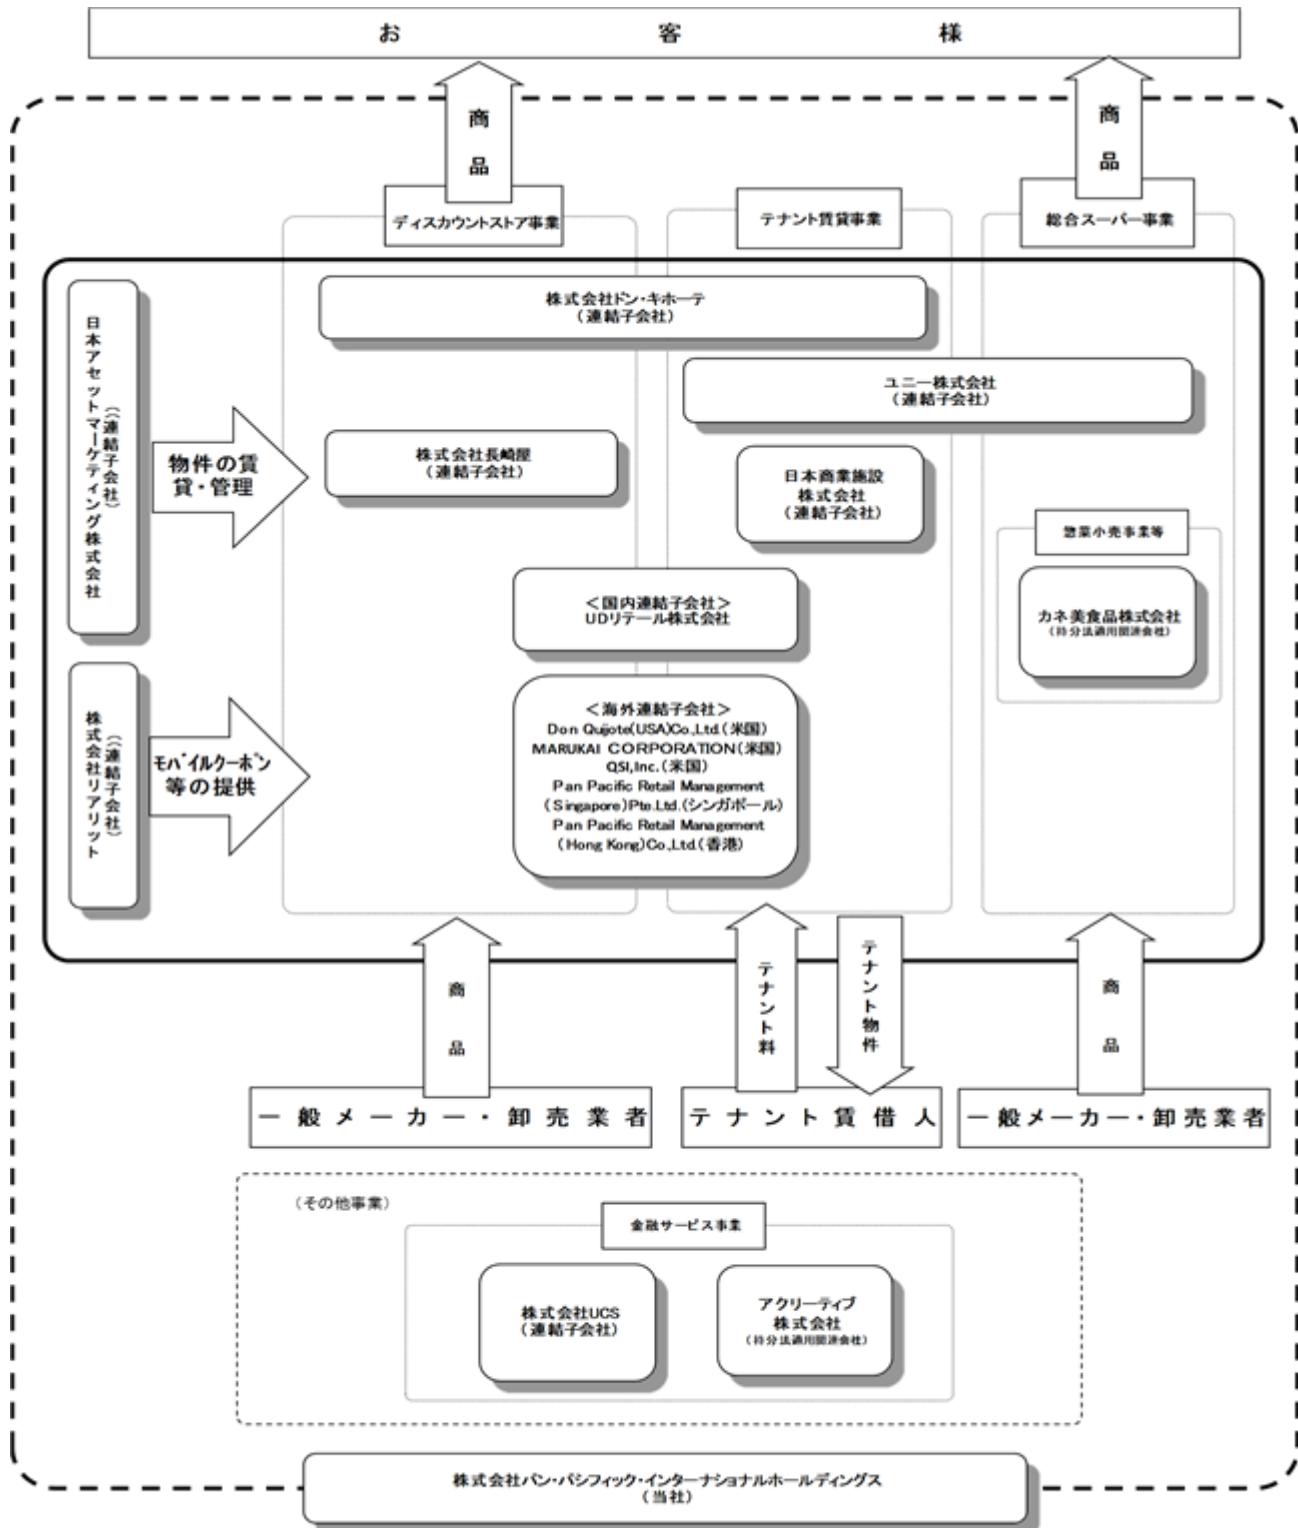 お客様
商品
商品
ディスカウントストア事業
テナント賃貸事業
総合スーパー事業
株式会社ドン・キホーテ
（連結子会社）
ユニー株式会社
（連結子会社）
日本アセットマーケティング株式会社
（（連結子会社）
物件の賃
貸・管理
株式会社長崎屋
（連結子会社）
日本商業施設
株式会社
（連結子会社）
惣菜小売事業等
カネ美食品株式会社
（持分法適用関連会社）
＜国内連結子会社＞
UDリテール株式会社
株式会社リアリット
（（連結子会社）
モバイルクーポン
等の提供
＜海外連結子会社＞
Don Quijote(USA)Co.,Ltd.(米国)
MARUKAI CORPORATION(米国)
QSI,Inc.(米国)
Pan Pacific Retail Management
(Singapore)Pte.Ltd.(シンガポール)
Pan Pacific Retail Management
(Hong Kong)Co.,Ltd.(香港)
商品
テナント料
テナント物件
商品
一般メーカー・卸売業者
テナント賃借人
一般メーカー・卸売業者
（その他事業）
金融サービス事業
株式会社UCS
（連結子会社）
アクリーティブ
株式会社
（持分法適用関連会社）
株式会社パン・パシフィック・インターナショナルホールディングス
（当社）